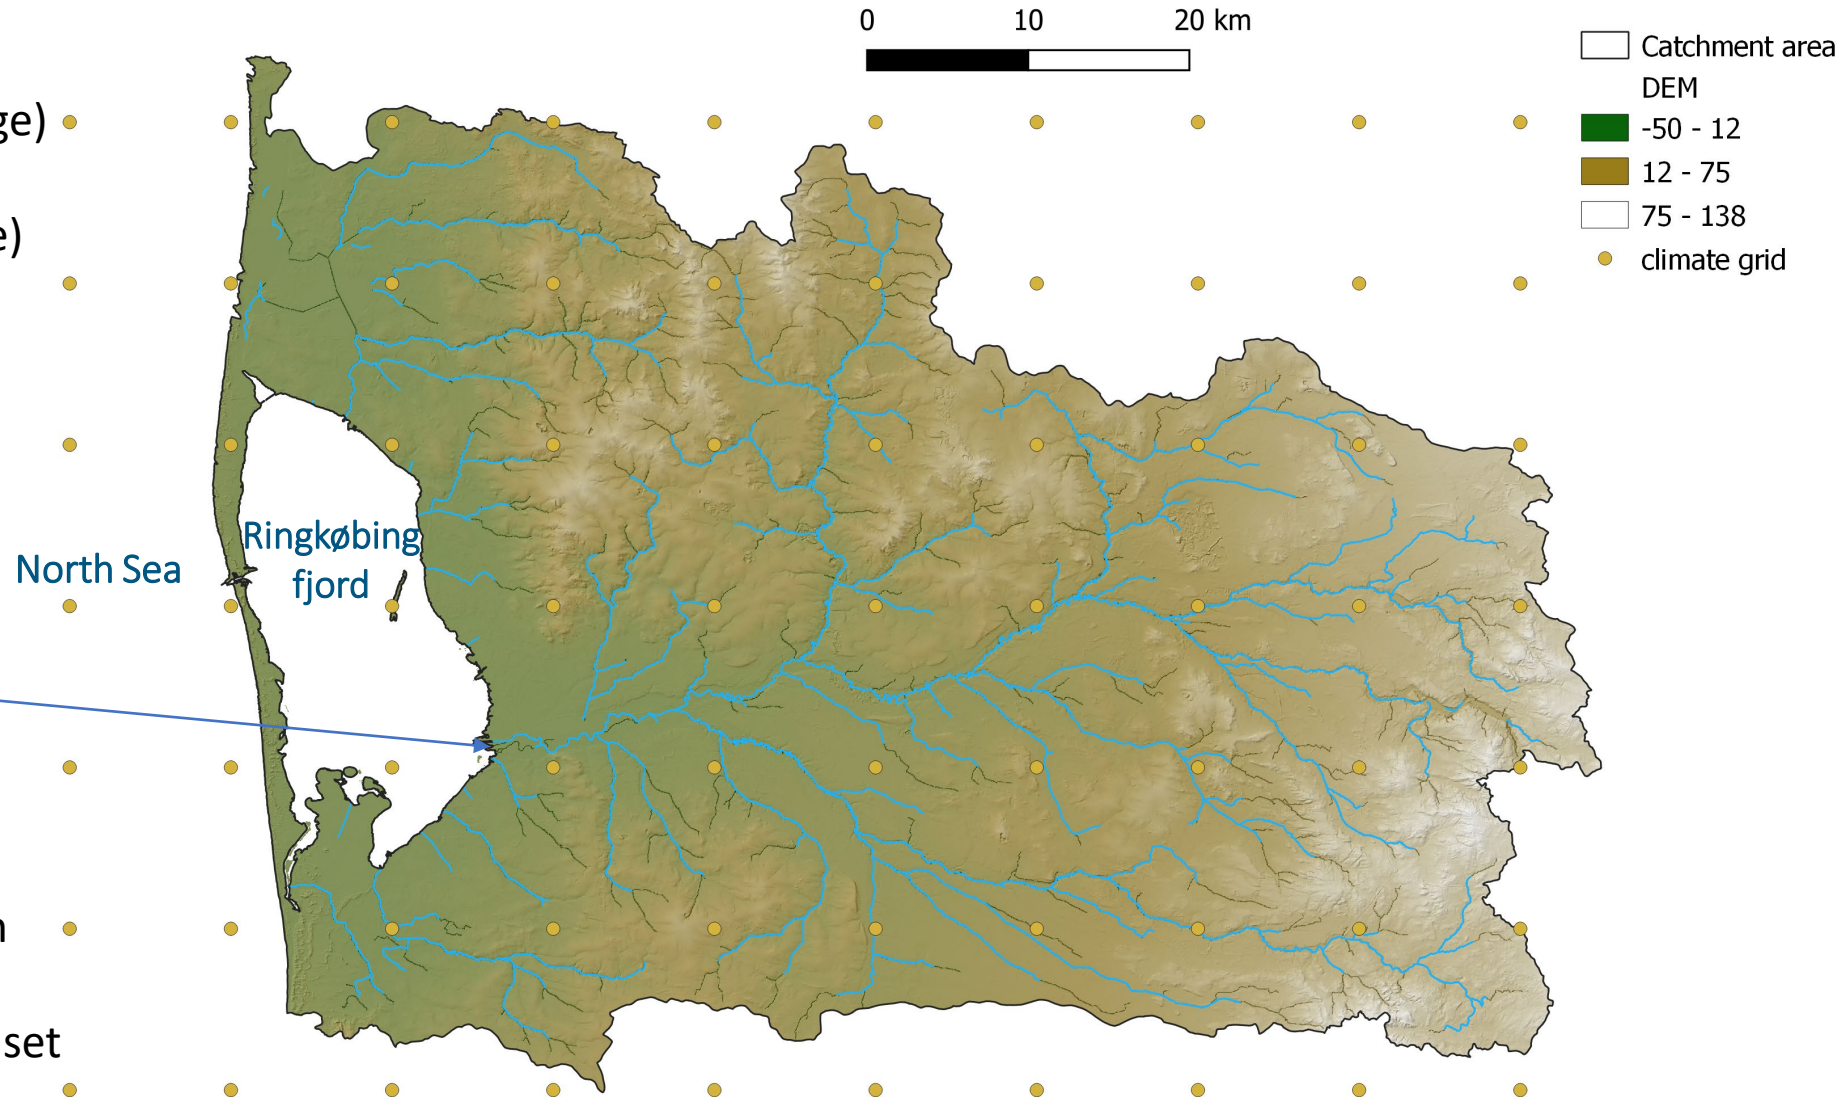 0 10 20 km
Catchment area
DEM
-50 - 12
12 - 75
75 - 138
climate grid
ge)
e)
Ringkøbing
fjord
North Sea
n
set